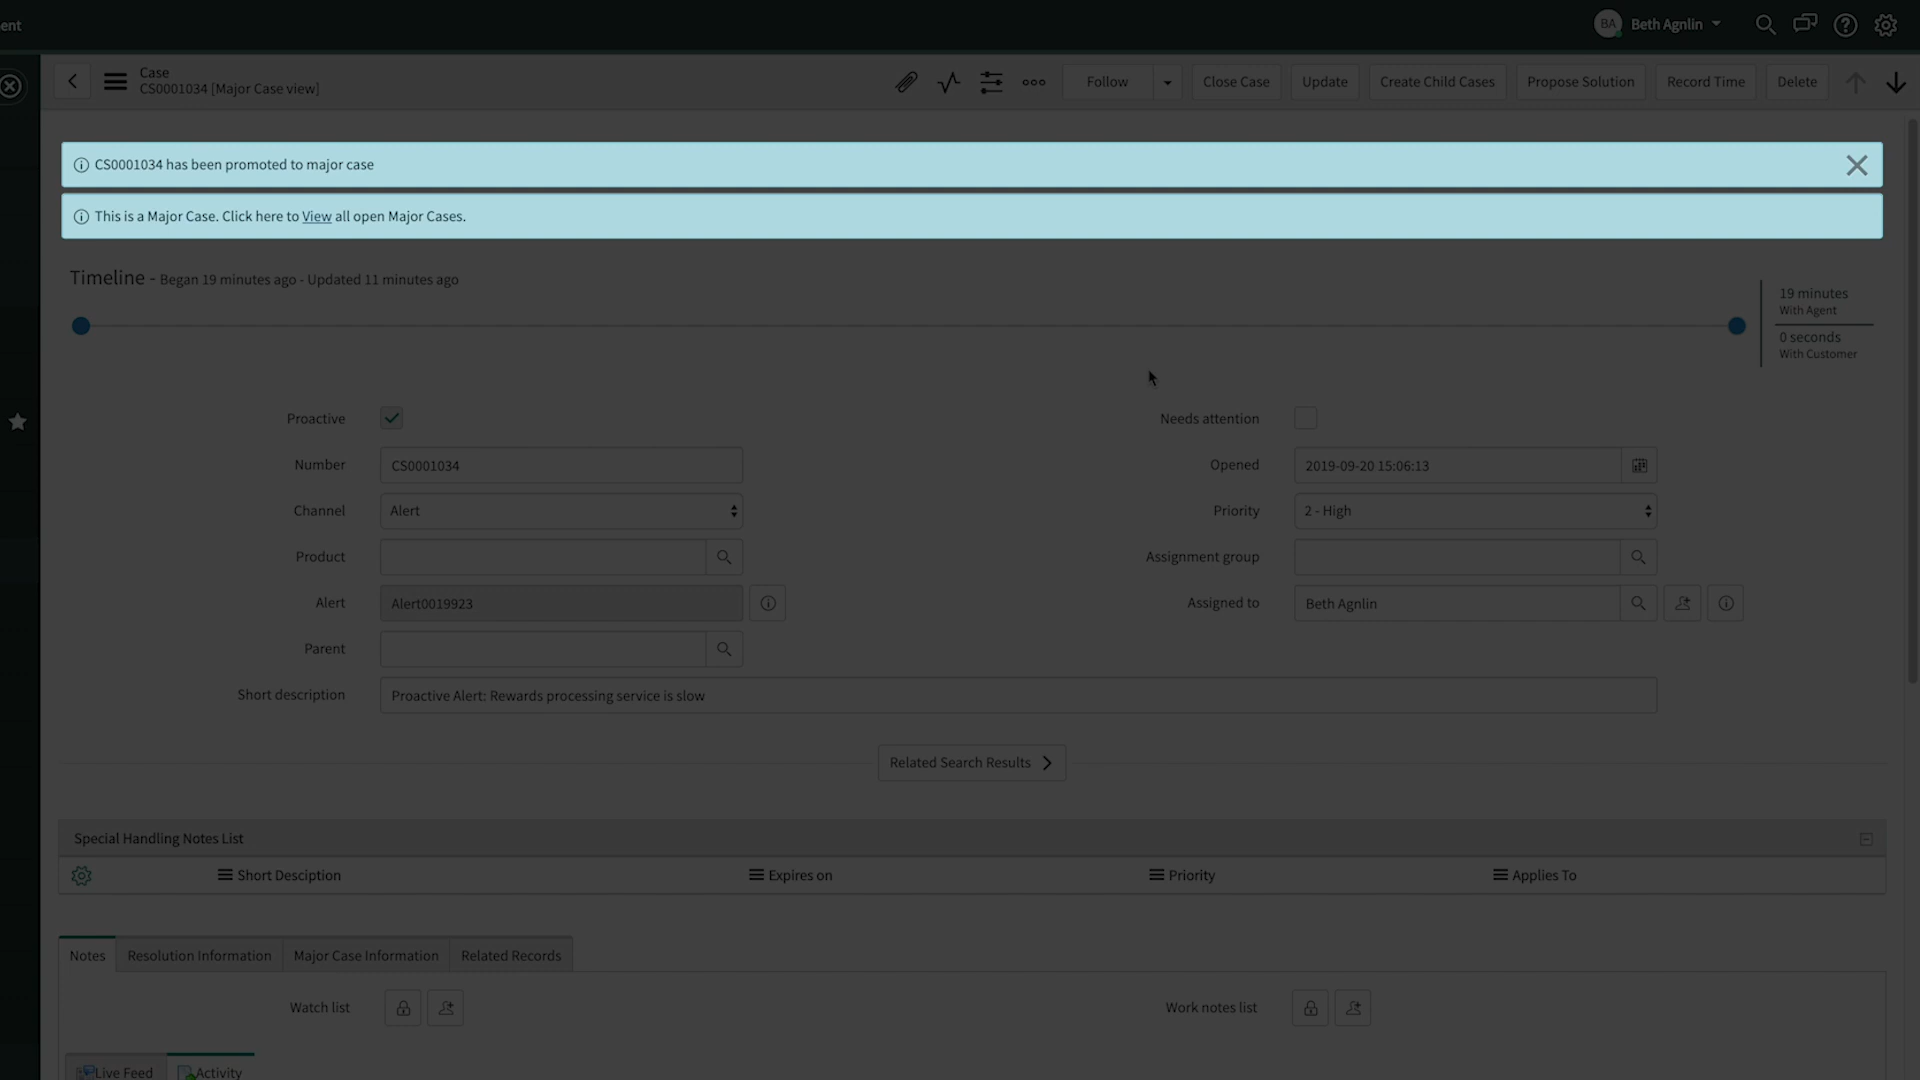 ent
BA Beth Agnlin
Case
CS0001034 [Major Case view]
Follow
Close Case
Update
Create Child Cases
Propose Solution
Record Time
Delete
CS0001034 has been promoted to major case
This is a Major Case. Click here to View all open Major Cases.
Timeline - Began 19 minutes ago - Updated 11 minutes ago
19 minutes
With Agent
0 seconds
With Customer
Proactive
Needs attention
Number CS0001034
Opened 2019-09-20 15:06:13
Channel Alert
Priority 2 - High
Product
Assignment group
Alert Alert0019923
Assigned to Beth Agnlin
Parent
Short description Proactive Alert: Rewards processing service is slow
Related Search Results
Special Handling Notes List
Short Desciption
Expires on
Priority
Applies To
Notes
Resolution Information
Major Case Information
Related Records
Watch list
Work notes list
Live Feed
Activity